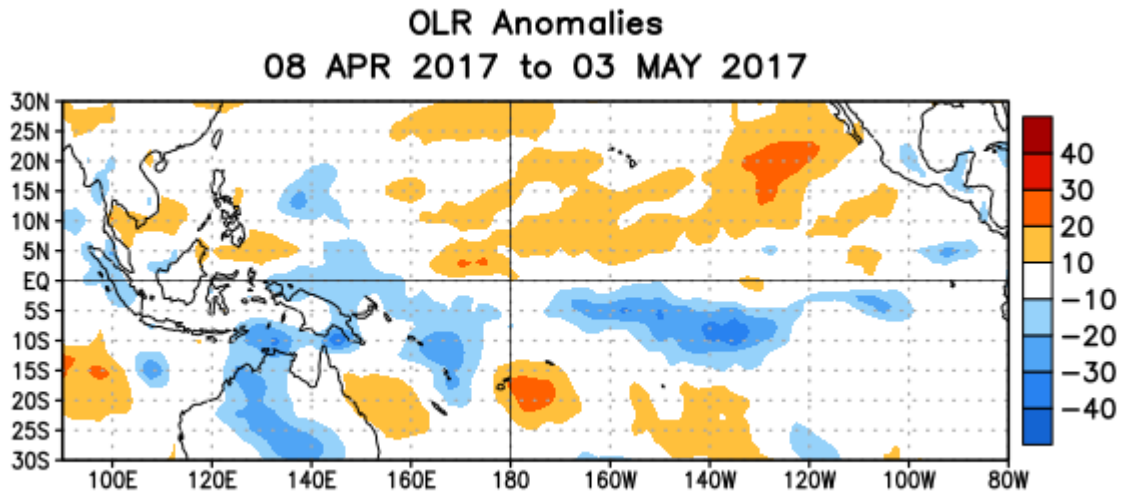 OLR Anomalies
08 APR 2017 to 03 MAY 2017
30N
25N
20N
15N
10N
5N
EQ
5S
10S
15S
20S
25S
30S
100E 120E 140E 160E 180 160W 140W 120W 100W 80W
40
30
20
10
-10
-20
-30
-40